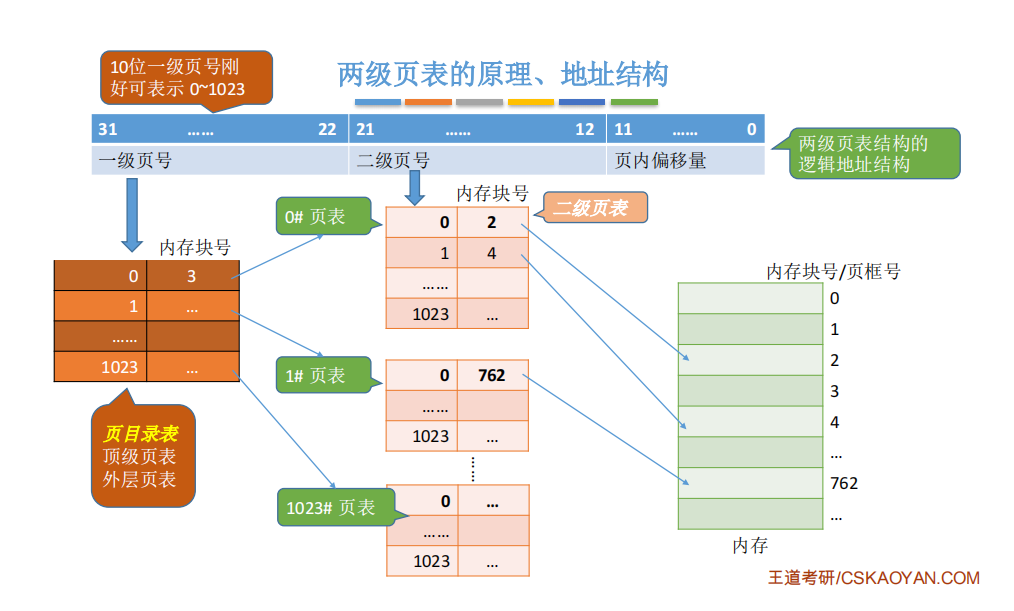 两级页表的原理、地址结构
10位一级页号刚
好可表示 0~1023
31 …… 22 21 …… 12 11 …… 0
一级页号 二级页号 页内偏移量
两级页表结构的
逻辑地址结构
内存块号
0 3
1 …
……
1023 …
页目录表
顶级页表
外层页表
0# 页表
内存块号
二级页表
0 2
1 4
……
1023 …
1# 页表
0 762
……
1023 …
1023# 页表
0 …
……
1023 …
内存块号/页框号
0
1
2
3
4
…
762
…
内存
王道考研/CSKAOYAN.COM